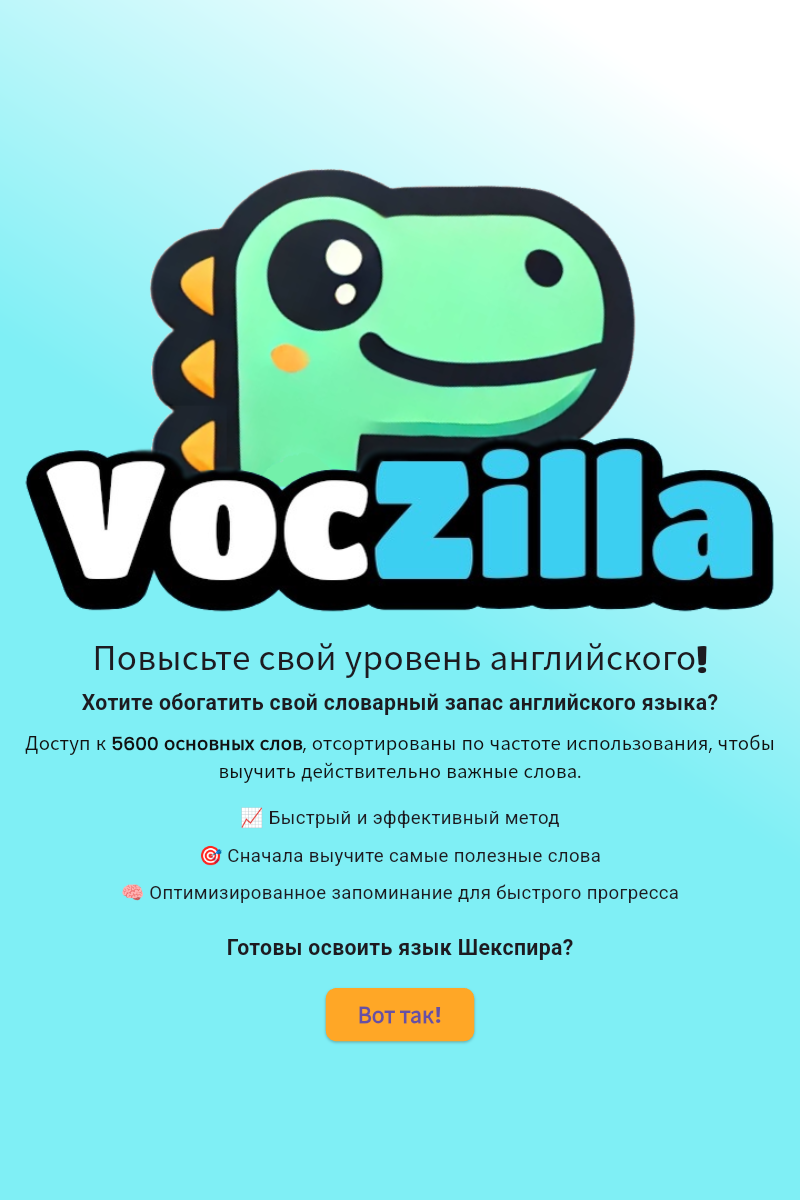 VocZilla
Повысьте свой уровень английского!
Хотите обогатить свой словарный запас английского языка?
Доступ к 5600 основных слов, отсортированы по частоте использования, чтобы
выучить действительно важные слова.
📈 Быстрый и эффективный метод
🎯 Сначала выучите самые полезные слова
🧠 Оптимизированное запоминание для быстрого прогресса
Готовы освоить язык Шекспира?
Вот так!